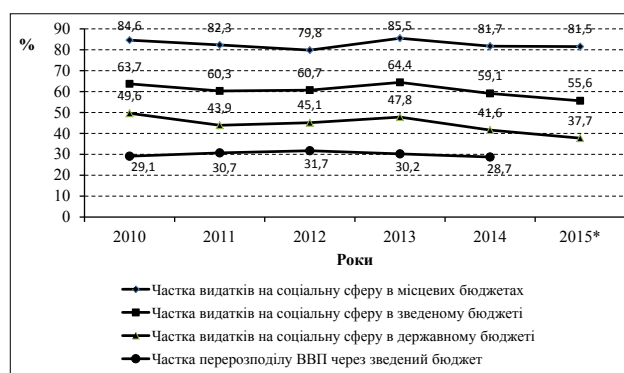 %
90
80
70
60
50
40
30
20
10
0
84,6 82,3 79,8 85,5 81,7 81,5
63,7 60,3 60,7 64,4 59,1 55,6
49,6 43,9 45,1 47,8 41,6 37,7
29,1 30,7 31,7 30,2 28,7
2010 2011 2012 2013 2014 2015*
Роки
Частка видатків на соціальну сферу в місцевих бюджетах
Частка видатків на соціальну сферу в зведеному бюджеті
Частка видатків на соціальну сферу в державному бюджеті
Частка перерозподілу ВВП через зведений бюджет